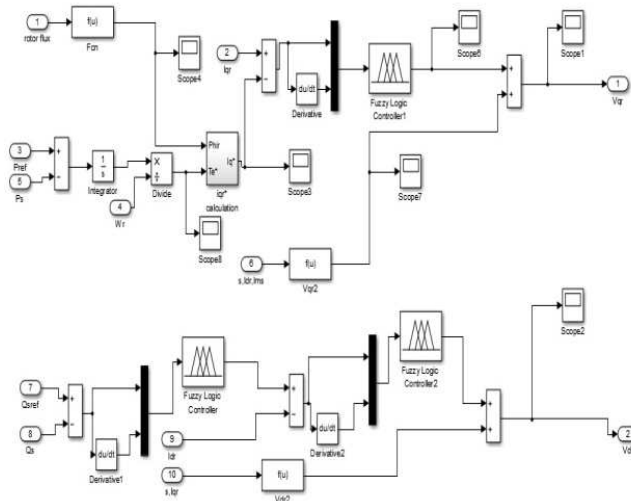 1
rotor flux
f(u)
Fcn
Scope4
2
Iqr
+
−
du/dt
Derivative
Fuzzy Logic
Controller1
Scope5
+
+
Scope1
1
Vqr
3
Pref
5
Ps
+
−
1
s
Integrator
×
÷
Divide
4
Wr
Phir
Te*
Iq*
iqr*
calculation
Scope3
Scope8
Scope7
6
s,Idr,Ims
f(u)
Vqr2
7
Qsref
8
Qs
+
−
du/dt
Derivative1
Fuzzy Logic
Controller
9
Idr
10
s,Iqr
+
−
du/dt
Derivative2
f(u)
Vdr2
Fuzzy Logic
Controller2
+
+
Scope2
2